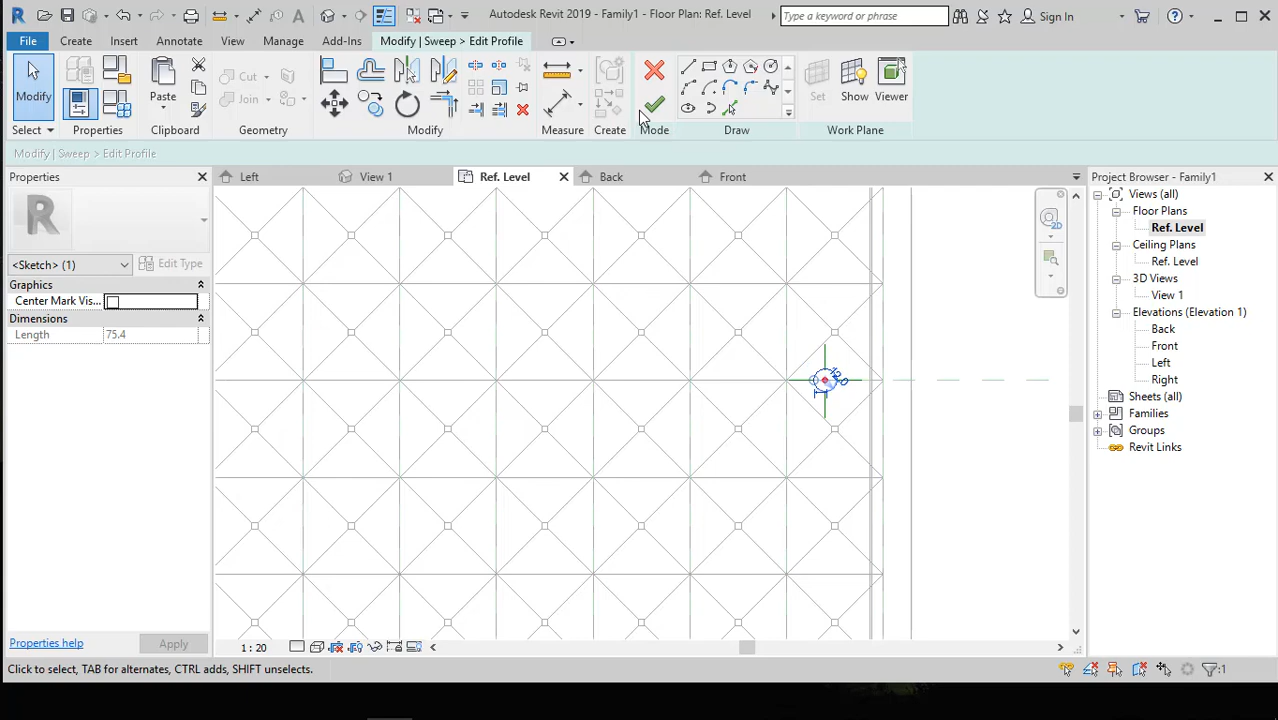 Autodesk Revit 2019 - Family1 - Floor Plan: Ref. Level
Type a keyword or phrase
Sign In
File Create Insert Annotate View Manage Add-Ins Modify | Sweep > Edit Profile
Modify
Paste
Cut
Join
Set Show Viewer
Select Properties Clipboard Geometry Modify Measure Create Mode Draw Work Plane
Modify | Sweep > Edit Profile
Properties
Left View 1 Ref. Level Back Front
Project Browser - Family1
<Sketch> (1)
Edit Type
Graphics
Center Mark Vis...
Dimensions
Length 75.4
Properties help
Apply
2D
12.0
Views (all)
Floor Plans
Ref. Level
Ceiling Plans
Ref. Level
3D Views
View 1
Elevations (Elevation 1)
Back
Front
Left
Right
Sheets (all)
Families
Groups
Revit Links
1 : 20
Click to select, TAB for alternates, CTRL adds, SHIFT unselects.
:1